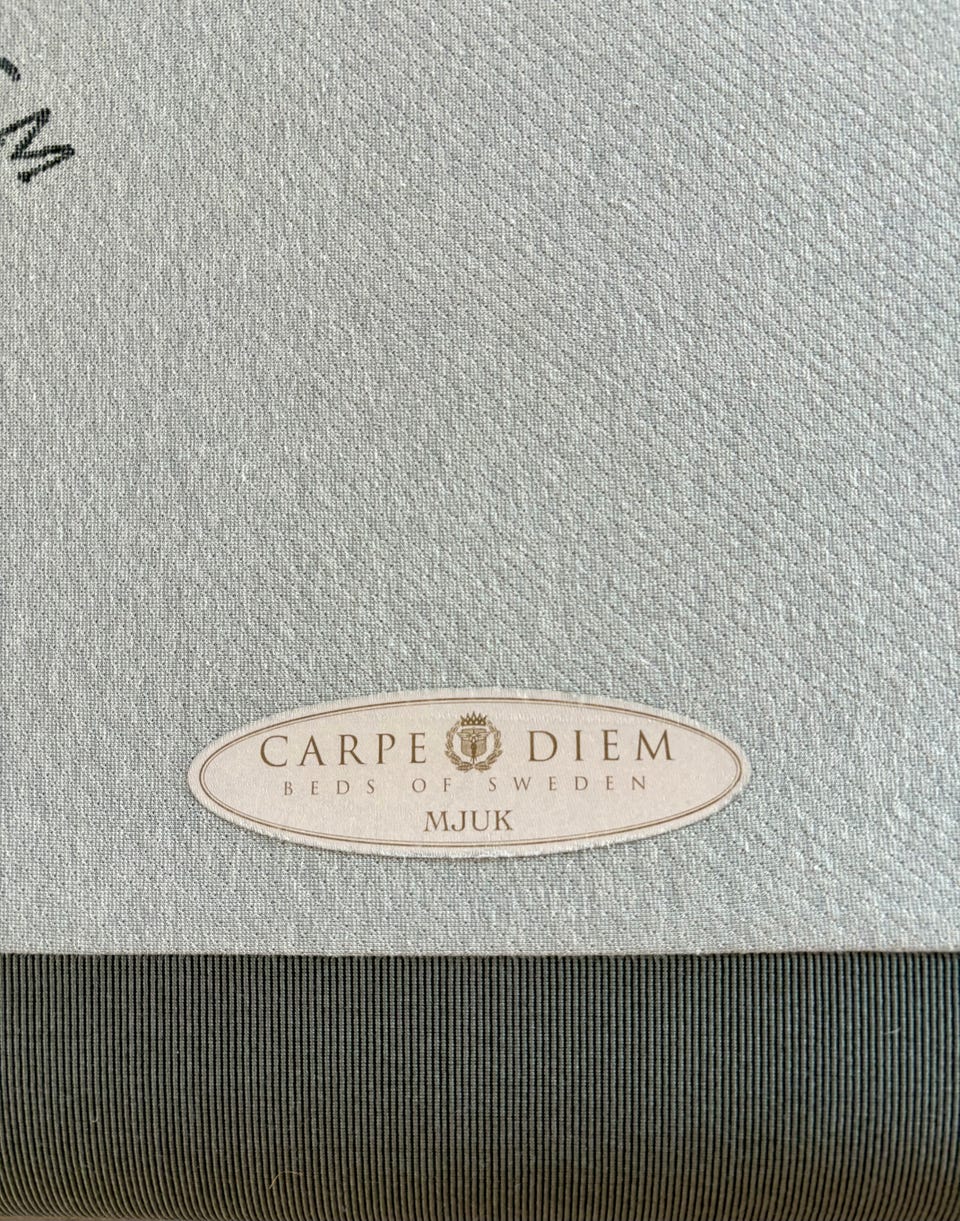 CARPE DIEM
BEDS OF SWEDEN
MJUK